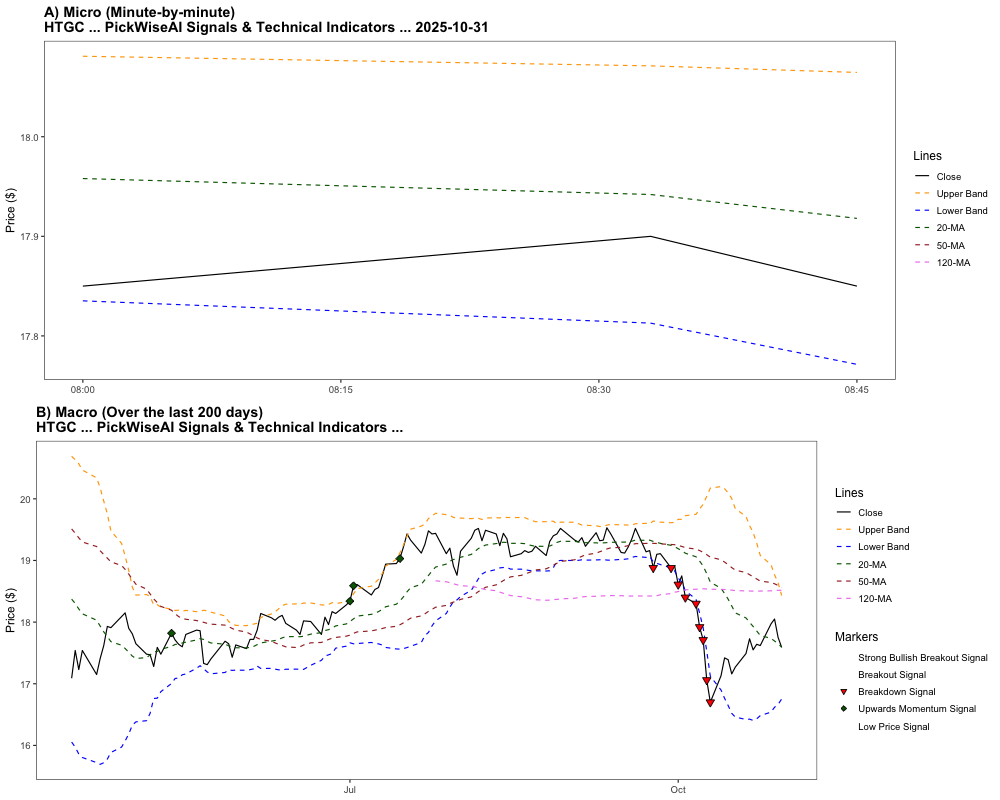 A) Micro (Minute-by-minute)
HTGC ... PickWiseAI Signals & Technical Indicators ... 2025-10-31
Price ($)
18.0
17.9
17.8
08:00
08:15
08:30
08:45
Lines
Close
Upper Band
Lower Band
20-MA
50-MA
120-MA
B) Macro (Over the last 200 days)
HTGC ... PickWiseAI Signals & Technical Indicators ...
Price ($)
20
19
18
17
16
Jul
Oct
Lines
Close
Upper Band
Lower Band
20-MA
50-MA
120-MA
Markers
Strong Bullish Breakout Signal
Breakout Signal
Breakdown Signal
Upwards Momentum Signal
Low Price Signal